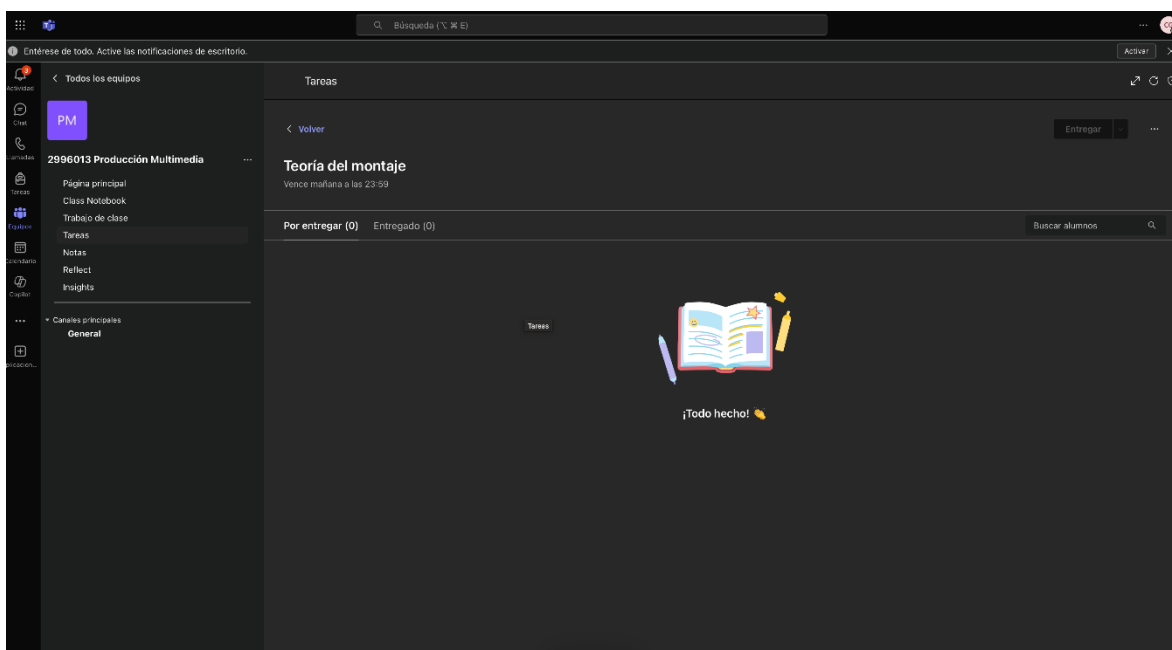 Búsqueda (⌥ ⌘ E)
Entérese de todo. Active las notificaciones de escritorio.
Activar
3
Actividad
Chat
Llamadas
Tareas
Equipos
Calendario
Copilot
Todos los equipos
PM
2996013 Producción Multimedia
Página principal
Class Notebook
Trabajo de clase
Tareas
Notas
Reflect
Insights
Canales principales
General
Tareas
Volver
Entregar
Teoría del montaje
Vence mañana a las 23:59
Por entregar (0) Entregado (0)
Buscar alumnos
Tareas
¡Todo hecho! 👏